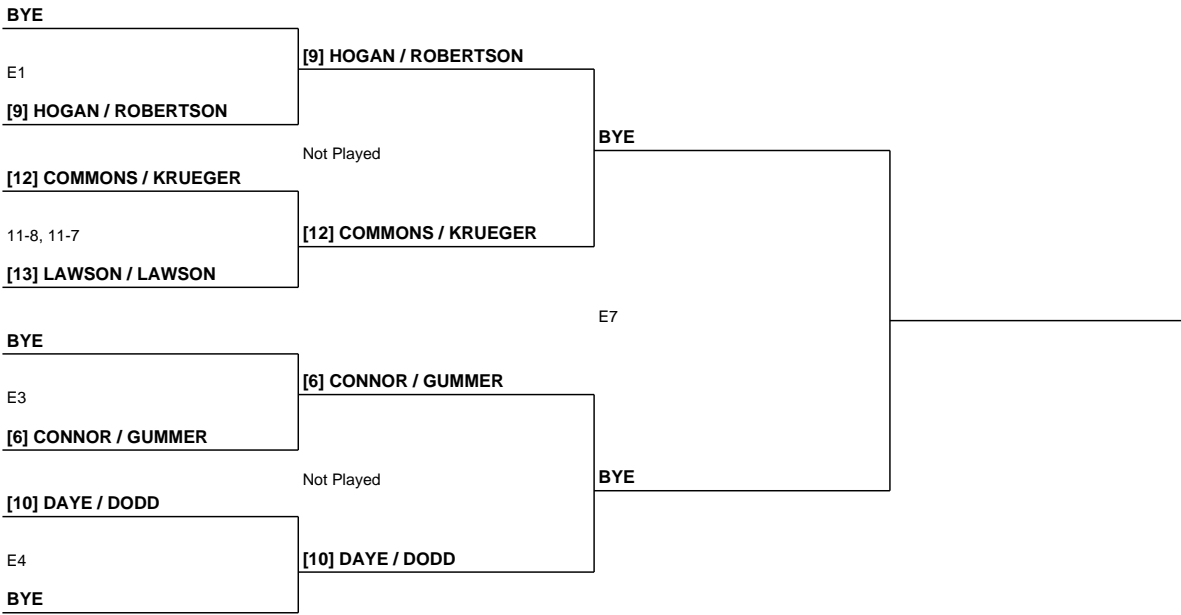 BYE
[9] HOGAN / ROBERTSON
E1
[9] HOGAN / ROBERTSON
BYE
Not Played
[12] COMMONS / KRUEGER
11-8, 11-7
[12] COMMONS / KRUEGER
[13] LAWSON / LAWSON
E7
BYE
[6] CONNOR / GUMMER
E3
[6] CONNOR / GUMMER
Not Played
BYE
[10] DAYE / DODD
E4
[10] DAYE / DODD
BYE